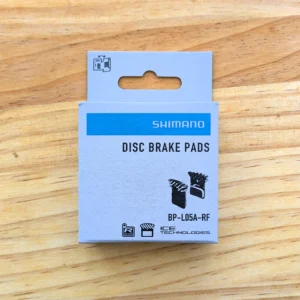 SHIMANO
DISC BRAKE PADS
BP-L05A-RF
ICE
TECHNOLOGIES